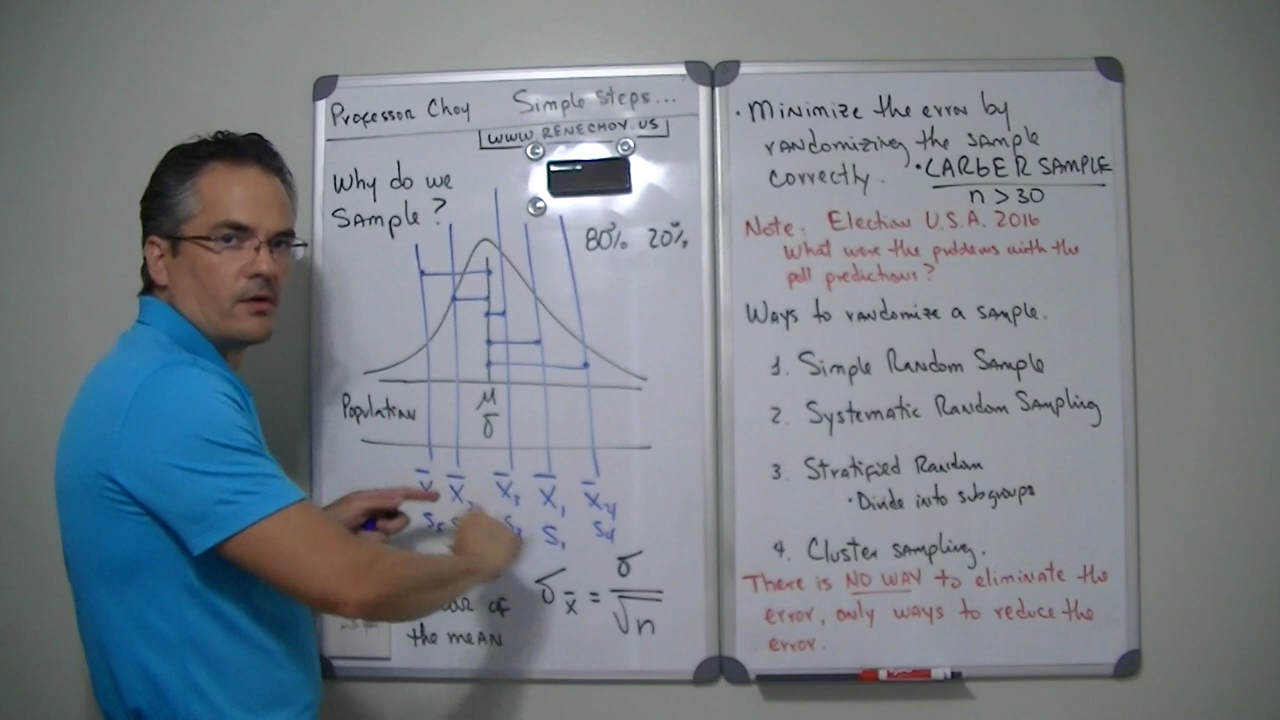 Professor Choy Simple Steps...
WWW.RENECHOY.US
Why do we
Sample?
80% 20%
Population
μ
σ
X̄ X̄₂ X̄₃ X̄₁ X̄₄
S₁ S₄
of
the mean
σx̄ = σ/√n
• Minimize the error by
randomizing the sample
correctly. • LARGER SAMPLE
n > 30
Note: Election U.S.A. 2016
What were the problems with the
poll predictions?
Ways to randomize a sample.
1. Simple Random Sample
2. Systematic Random Sampling
3. Stratified Random
• Divide into subgroups
4. Cluster sampling.
There is NO WAY to eliminate the
error, only ways to reduce the
error.